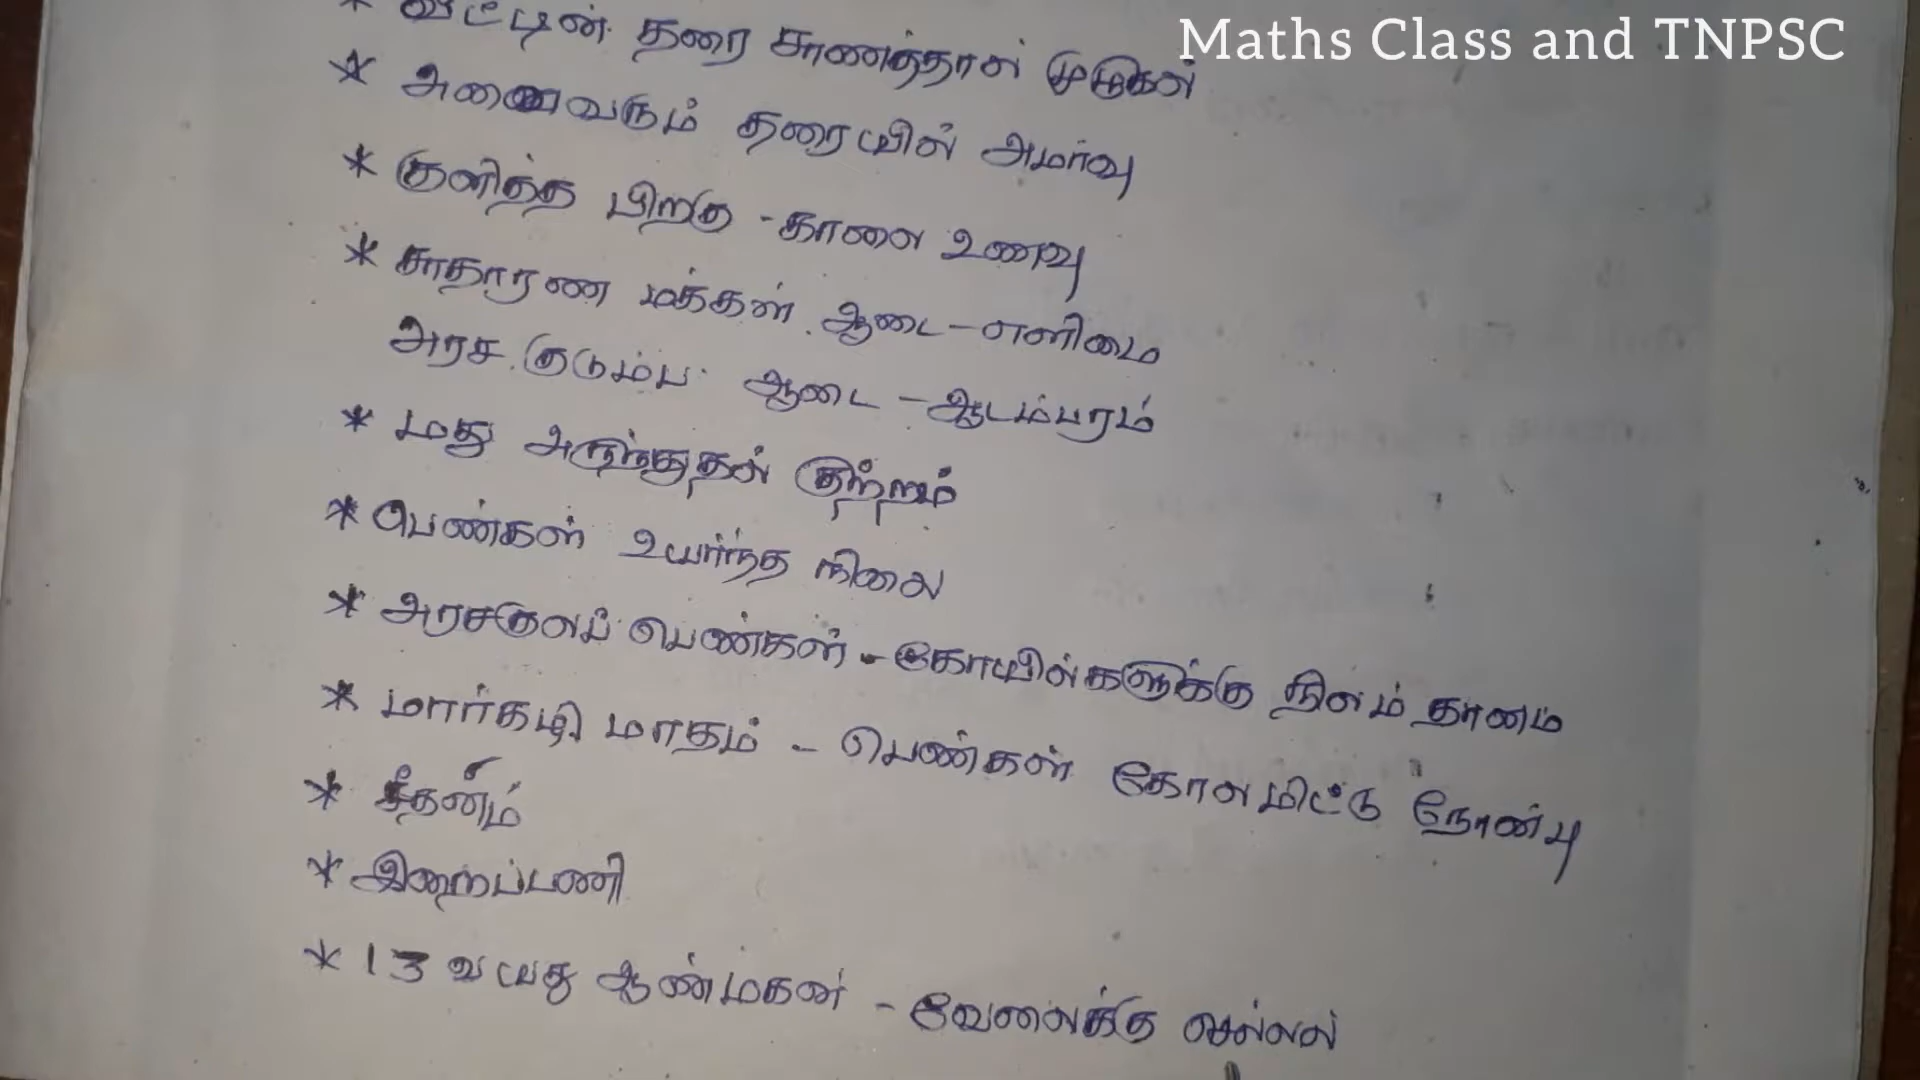 Maths Class and TNPSC
* வீட்டின் தரை சாணத்தால் மூடுதல்
* அனைவரும் தரையில் அமர்வு
* குளித்த பிறகு - காலை உணவு
* சாதாரண மக்கள் ஆடை - எளிமை
அரச குடும்ப ஆடை - ஆடம்பரம்
* மது அருந்துதல் குற்றம்
* பெண்கள் உயர்ந்த நிலை
* அரசகுலப் பெண்கள் - கோயில்களுக்கு நிலம் தானம்
* மார்கழி மாதம் - பெண்கள் கோலமிட்டு நோன்பு
* சீதனம்
* இறைப்பணி
* 13 வயது ஆண்மகன் - வேலைக்கு செல்லல்